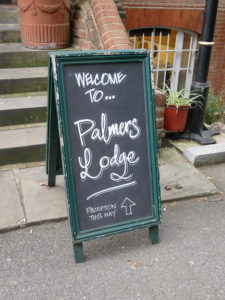 WELCOME
TO...
Palmers
Lodge
RECEPTION
THIS WAY